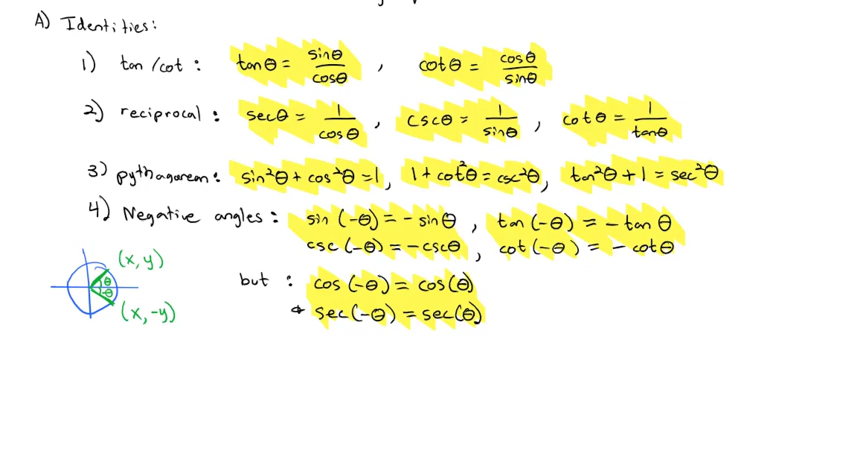 A) Identities:
1) tan/cot: tanθ = sinθ/cosθ, cotθ = cosθ/sinθ
2) reciprocal: secθ = 1/cosθ, cscθ = 1/sinθ, cotθ = 1/tanθ
3) pythagorean: sin²θ + cos²θ = 1, 1 + cot²θ = csc²θ, tan²θ + 1 = sec²θ
4) Negative angles: sin(-θ) = -sinθ, tan(-θ) = -tanθ
csc(-θ) = -cscθ, cot(-θ) = -cotθ
(x, y)
θ
-θ
(x, -y)
but: cos(-θ) = cos(θ)
sec(-θ) = sec(θ)